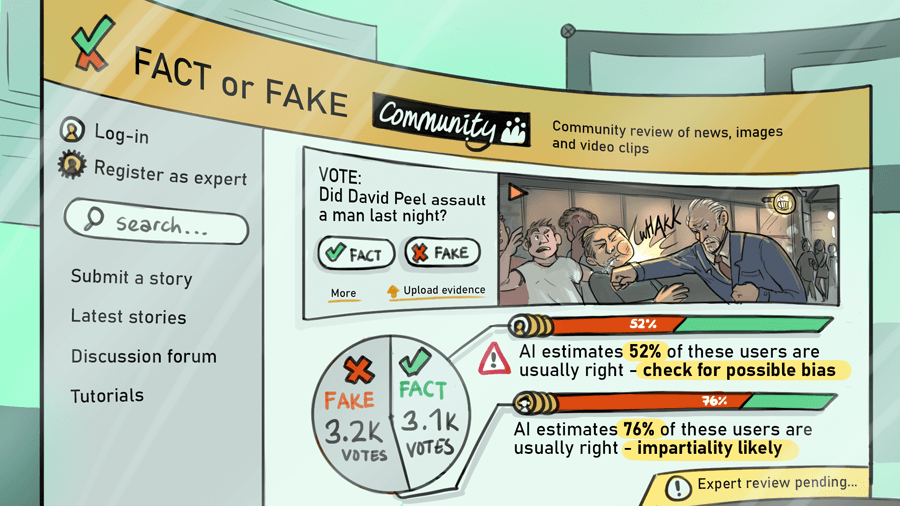 FACT or FAKE
Community
Community review of news, images
and video clips
Log-in
Register as expert
search...
Submit a story
Latest stories
Discussion forum
Tutorials
VOTE:
Did David Peel assault
a man last night?
FACT
FAKE
More
Upload evidence
WHAKK
52%
AI estimates 52% of these users are
usually right - check for possible bias
76%
AI estimates 76% of these users are
usually right - impartiality likely
FAKE
3.2K
VOTES
FACT
3.1K
VOTES
Expert review pending...